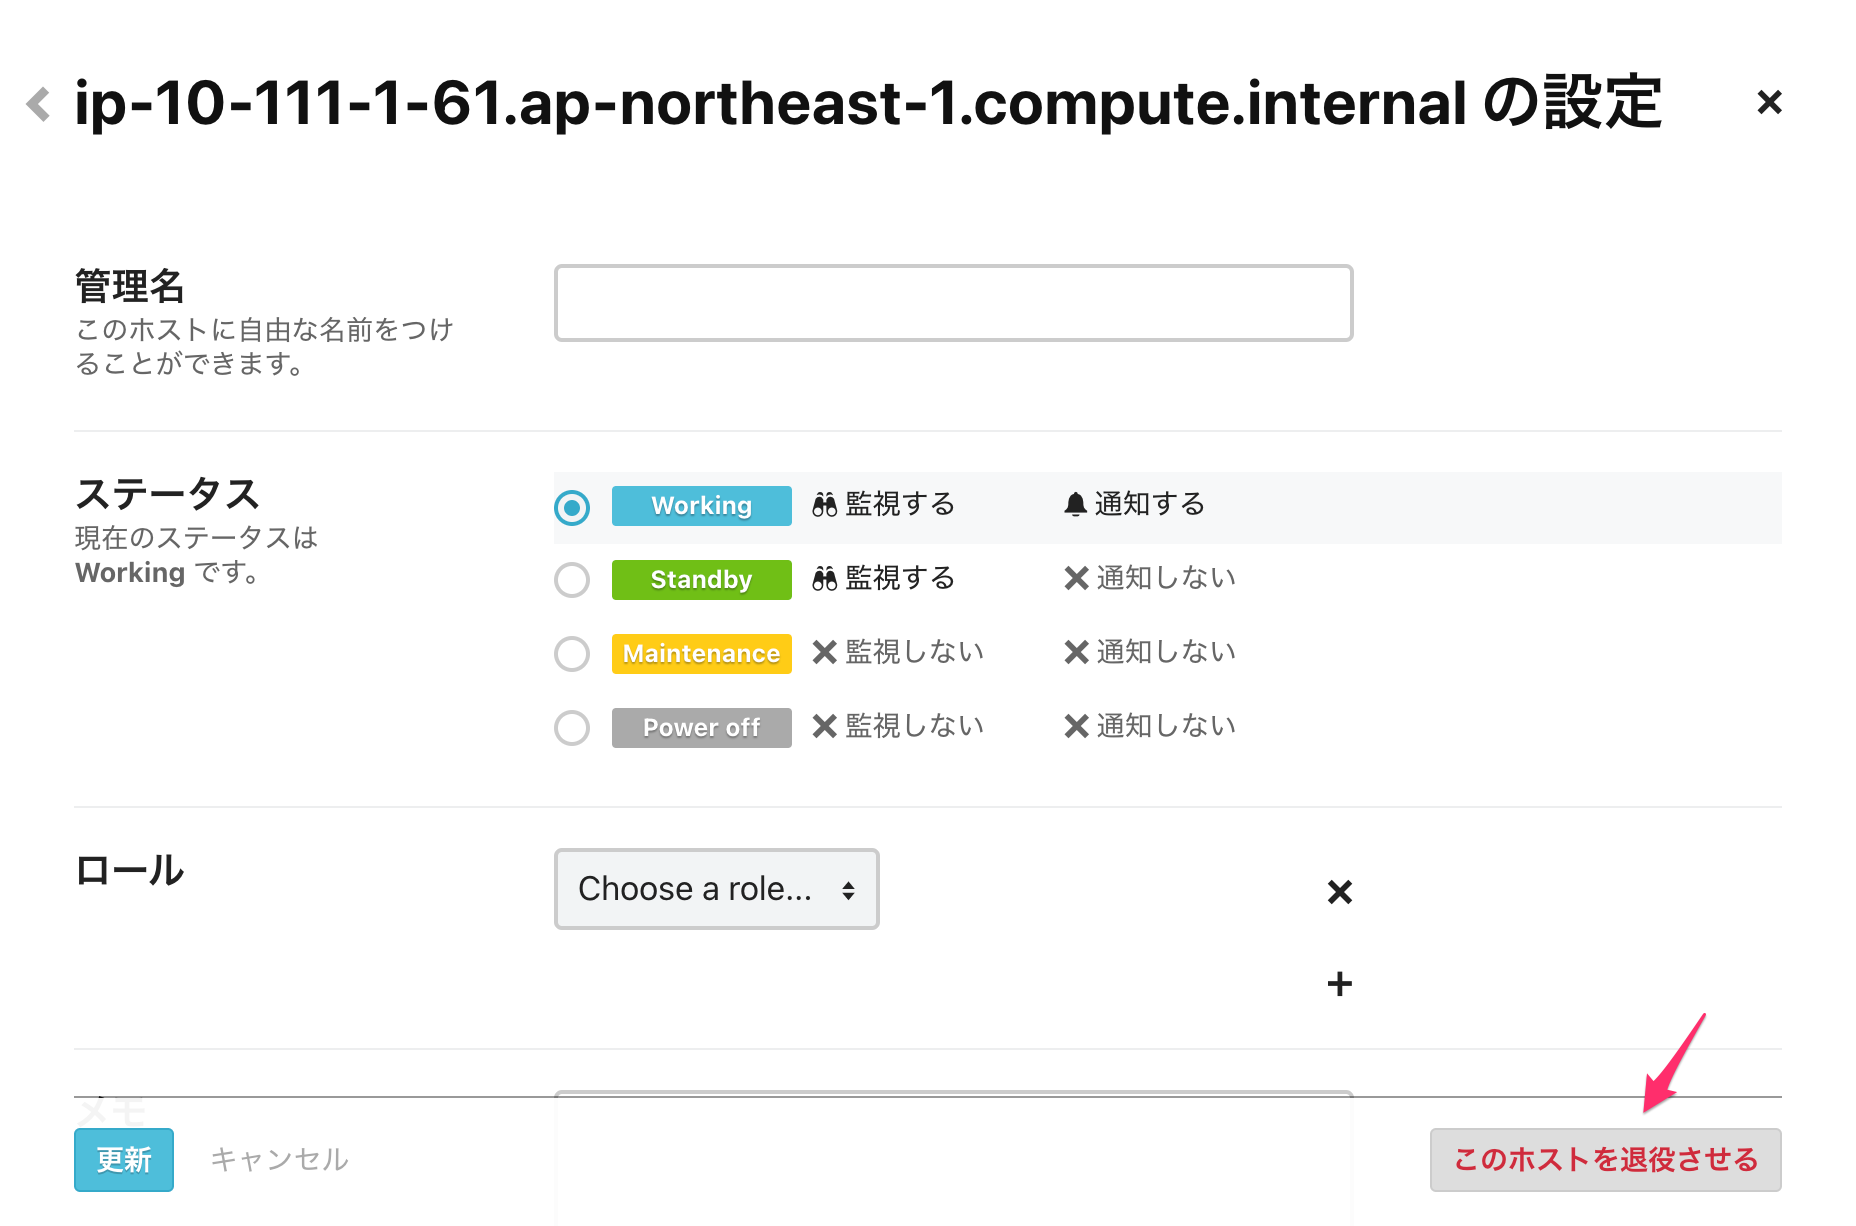 ip-10-111-1-61.ap-northeast-1.compute.internal の設定
管理名
このホストに自由な名前をつけ
ることができます。
ステータス
現在のステータスは
Working です。
Working 監視する 通知する
Standby 監視する 通知しない
Maintenance 監視しない 通知しない
Power off 監視しない 通知しない
ロール
Choose a role...
メモ
更新 キャンセル このホストを退役させる